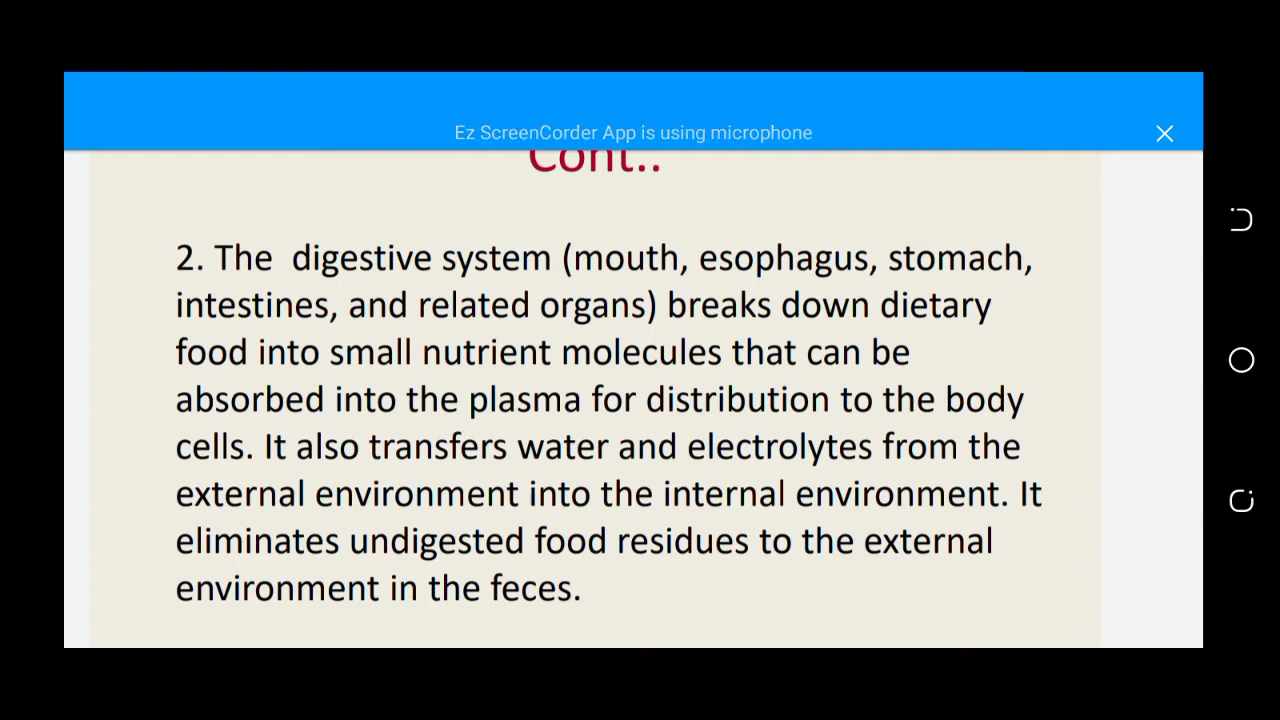 Ez ScreenCorder App is using microphone
Cont..
2. The  digestive system (mouth, esophagus, stomach,
intestines, and related organs) breaks down dietary
food into small nutrient molecules that can be
absorbed into the plasma for distribution to the body
cells. It also transfers water and electrolytes from the
external environment into the internal environment. It
eliminates undigested food residues to the external
environment in the feces.